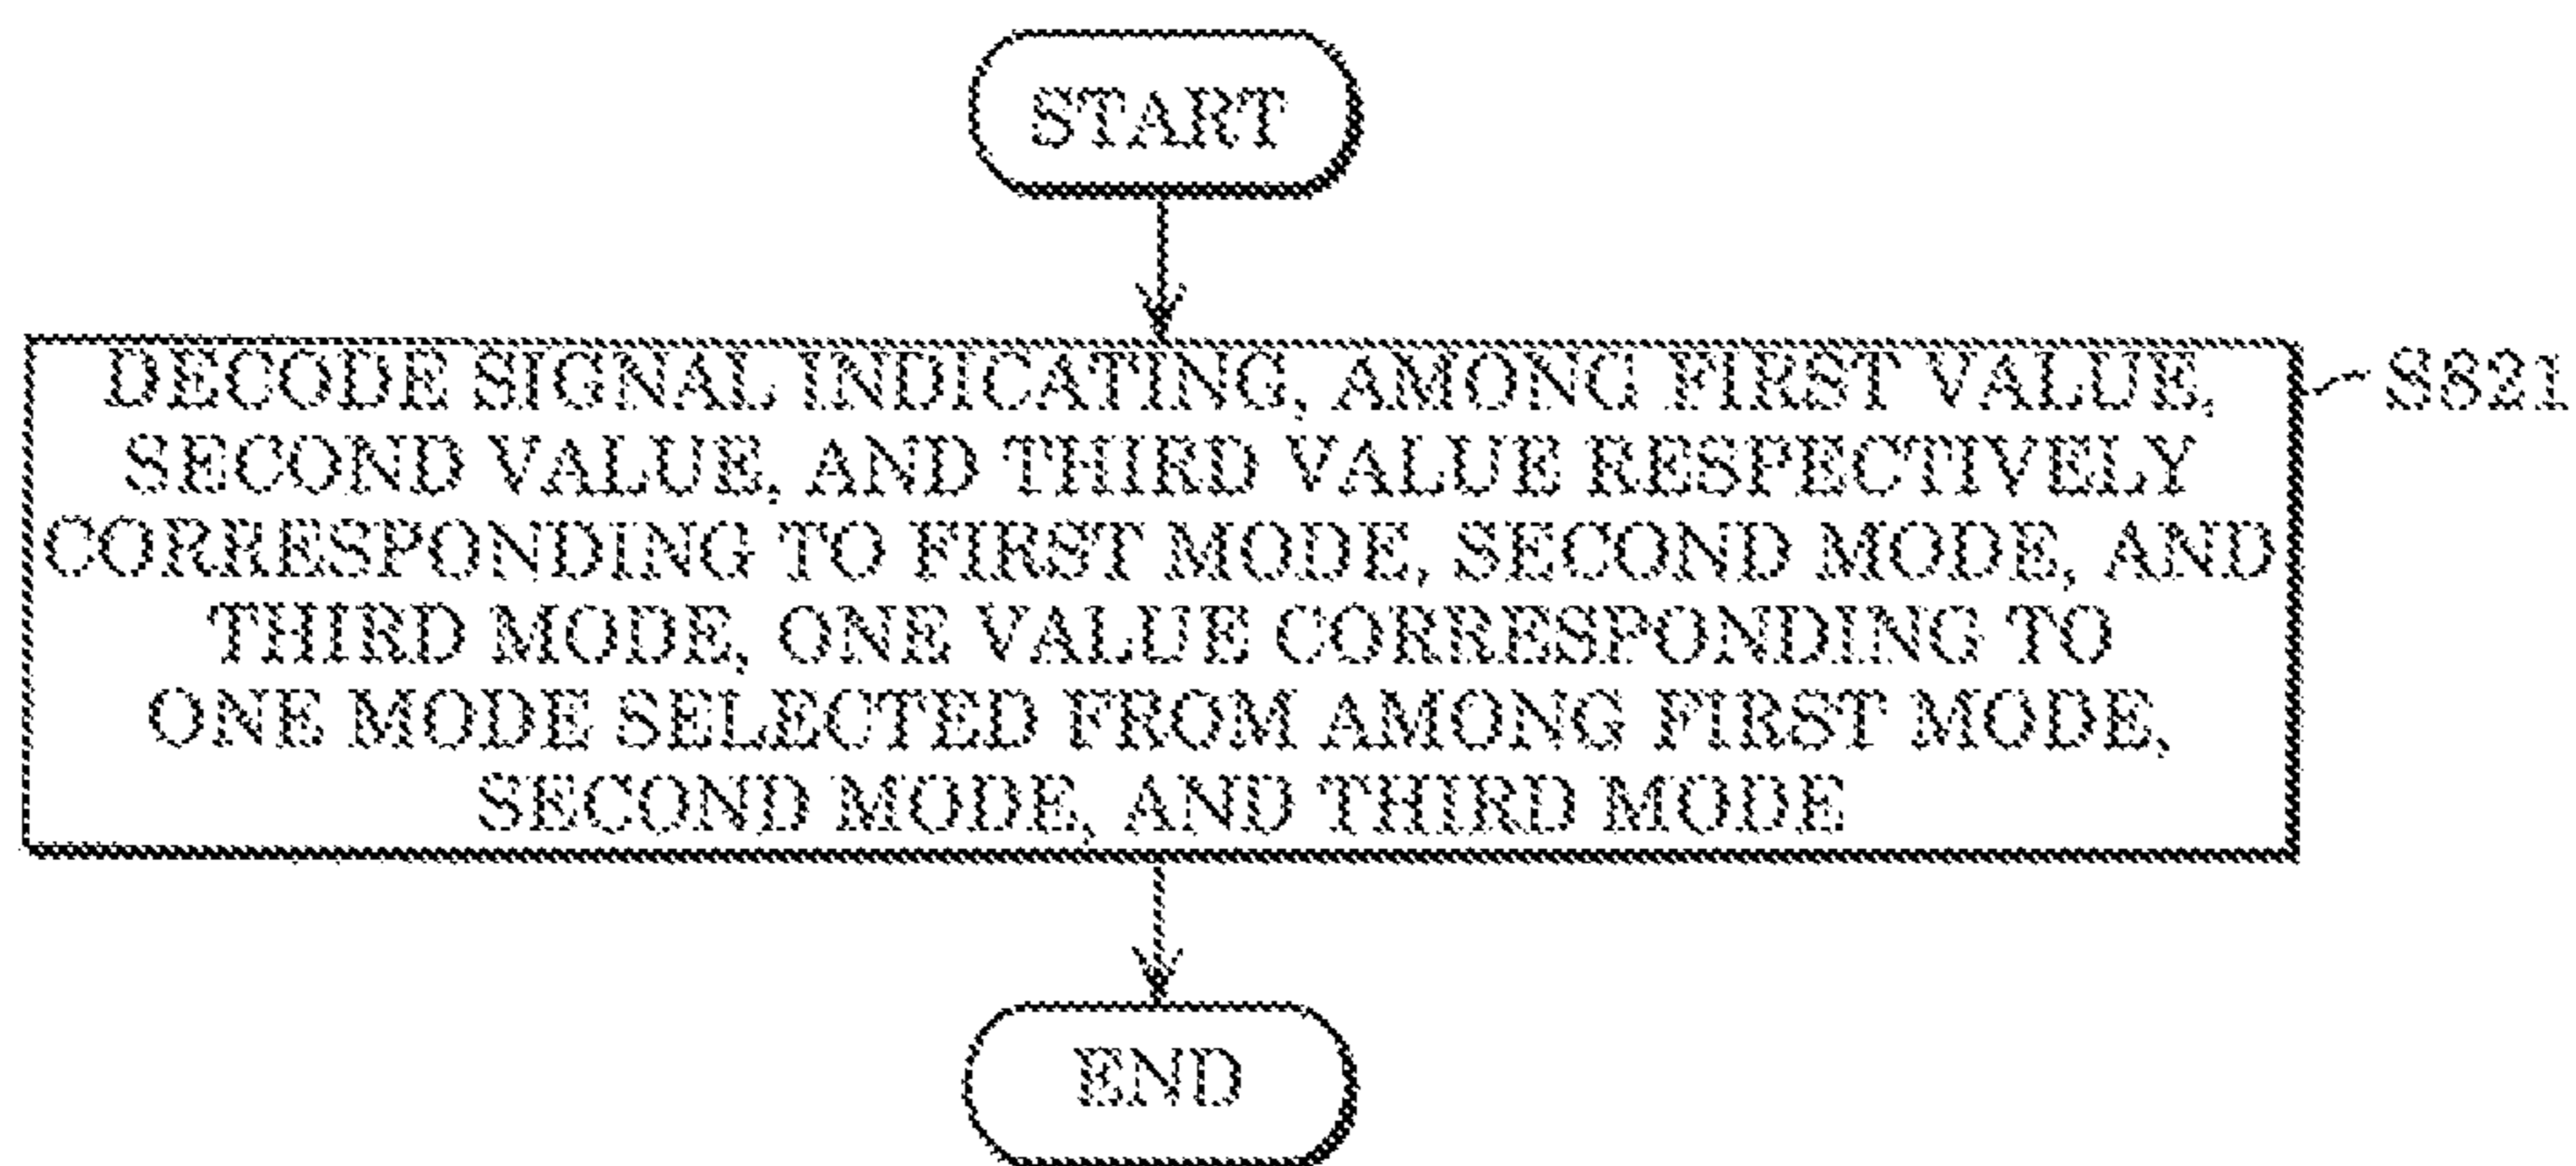 START
DECODE SIGNAL INDICATING, AMONG FIRST VALUE,
SECOND VALUE, AND THIRD VALUE RESPECTIVELY
CORRESPONDING TO FIRST MODE, SECOND MODE, AND
THIRD MODE, ONE VALUE CORRESPONDING TO
ONE MODE SELECTED FROM AMONG FIRST MODE,
SECOND MODE, AND THIRD MODE
END